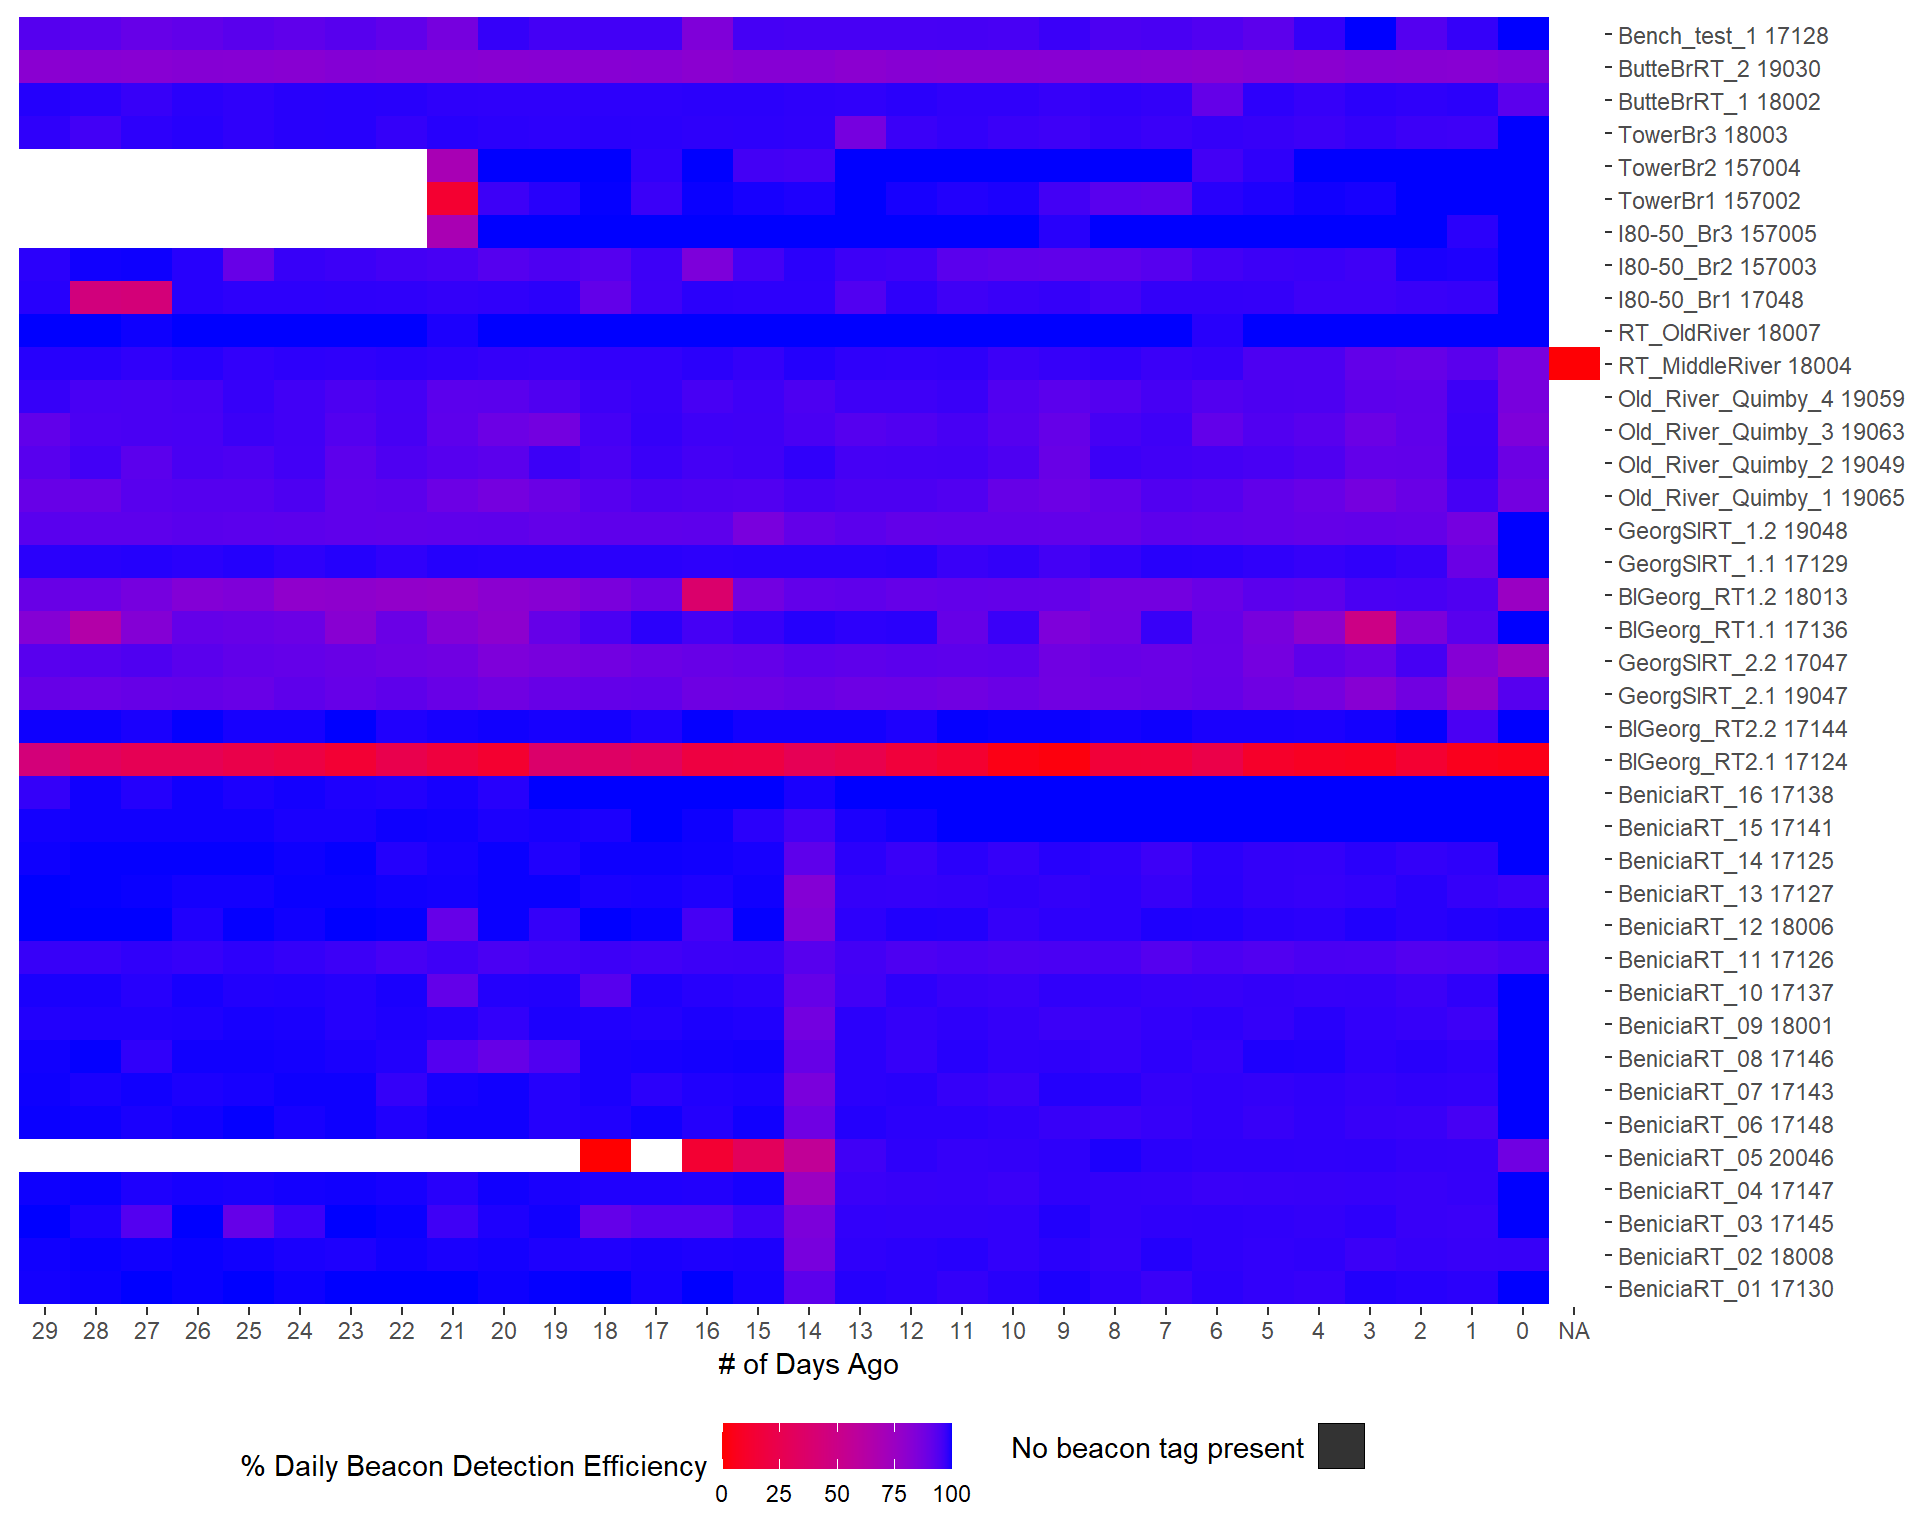 Bench_test_1 17128
ButteBrRT_2 19030
ButteBrRT_1 18002
TowerBr3 18003
TowerBr2 157004
TowerBr1 157002
I80-50_Br3 157005
I80-50_Br2 157003
I80-50_Br1 17048
RT_OldRiver 18007
RT_MiddleRiver 18004
Old_River_Quimby_4 19059
Old_River_Quimby_3 19063
Old_River_Quimby_2 19049
Old_River_Quimby_1 19065
GeorgSlRT_1.2 19048
GeorgSlRT_1.1 17129
BlGeorg_RT1.2 18013
BlGeorg_RT1.1 17136
GeorgSlRT_2.2 17047
GeorgSlRT_2.1 19047
BlGeorg_RT2.2 17144
BlGeorg_RT2.1 17124
BeniciaRT_16 17138
BeniciaRT_15 17141
BeniciaRT_14 17125
BeniciaRT_13 17127
BeniciaRT_12 18006
BeniciaRT_11 17126
BeniciaRT_10 17137
BeniciaRT_09 18001
BeniciaRT_08 17146
BeniciaRT_07 17143
BeniciaRT_06 17148
BeniciaRT_05 20046
BeniciaRT_04 17147
BeniciaRT_03 17145
BeniciaRT_02 18008
BeniciaRT_01 17130
29 28 27 26 25 24 23 22 21 20 19 18 17 16 15 14 13 12 11 10 9 8 7 6 5 4 3 2 1 0 NA
# of Days Ago
% Daily Beacon Detection Efficiency
0 25 50 75 100
No beacon tag present